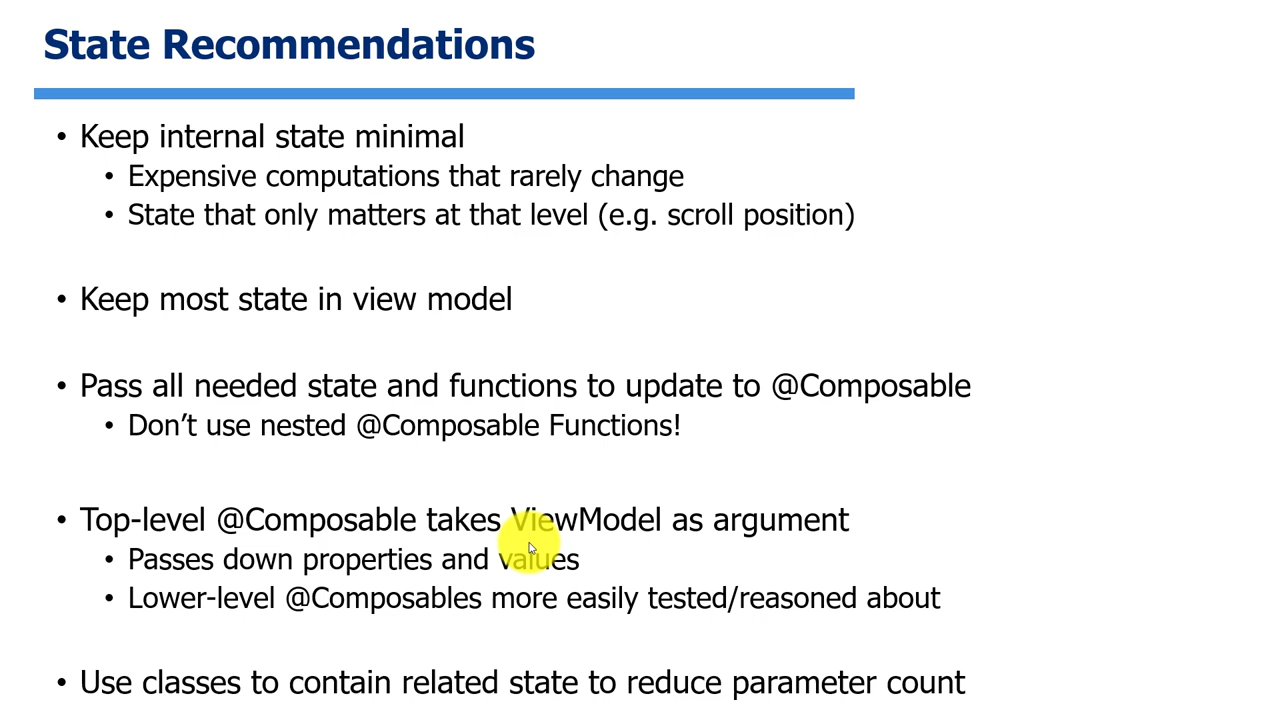 State Recommendations
• Keep internal state minimal
• Expensive computations that rarely change
• State that only matters at that level (e.g. scroll position)
• Keep most state in view model
• Pass all needed state and functions to update to @Composable
• Don’t use nested @Composable Functions!
• Top-level @Composable takes ViewModel as argument
• Passes down properties and values
• Lower-level @Composables more easily tested/reasoned about
• Use classes to contain related state to reduce parameter count